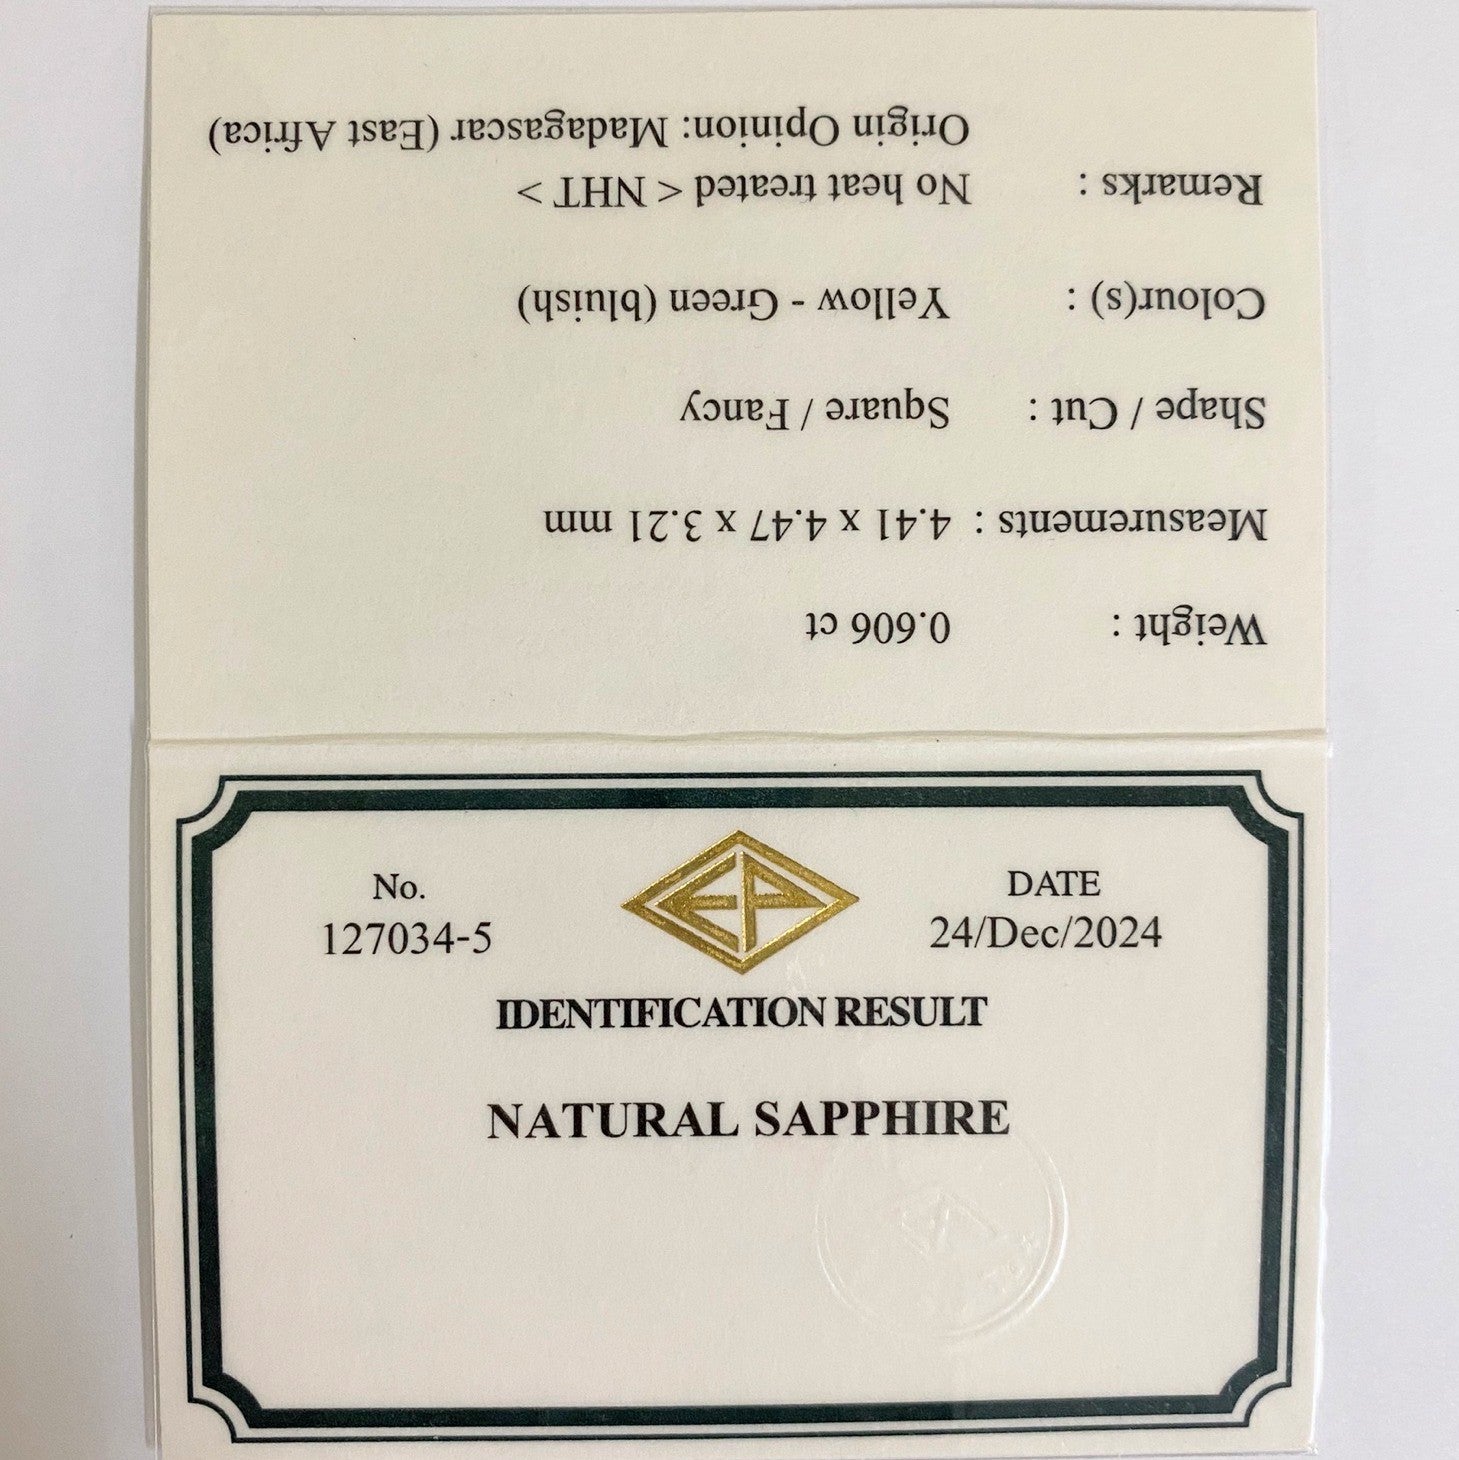 Weight : 0.606 ct
Measurements : 4.41 x 4.47 x 3.21 mm
Shape / Cut : Square / Fancy
Colour(s) : Yellow - Green (bluish)
Remarks : No heat treated < NHT >
Origin Opinion: Madagascar (East Africa)
EP
No. DATE
127034-5 24/Dec/2024
IDENTIFICATION RESULT
NATURAL SAPPHIRE